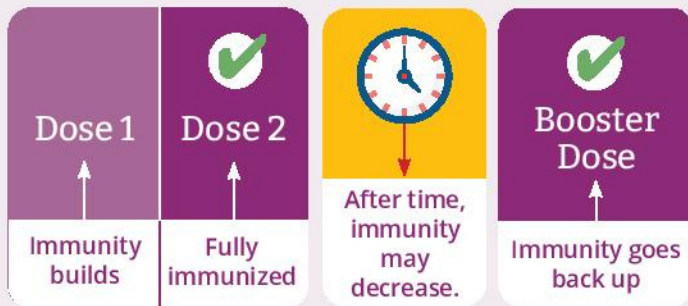 Dose 1
Immunity
builds
Dose 2
Fully
immunized
After time,
immunity
may
decrease.
Booster
Dose
Immunity goes
back up